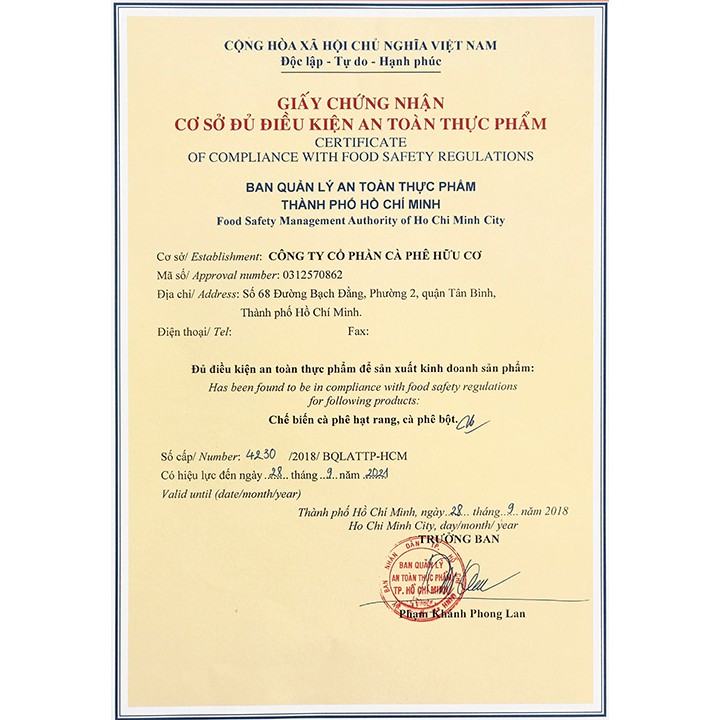 CỘNG HÒA XÃ HỘI CHỦ NGHĨA VIỆT NAM
Độc lập - Tự do - Hạnh phúc
GIẤY CHỨNG NHẬN
CƠ SỞ ĐỦ ĐIỀU KIỆN AN TOÀN THỰC PHẨM
CERTIFICATE
OF COMPLIANCE WITH FOOD SAFETY REGULATIONS
BAN QUẢN LÝ AN TOÀN THỰC PHẨM
THÀNH PHỐ HỒ CHÍ MINH
Food Safety Management Authority of Ho Chi Minh City
Cơ sở/ Establishment: CÔNG TY CỔ PHẦN CÀ PHÊ HỮU CƠ
Mã số/ Approval number: 0312570862
Địa chỉ/ Address: Số 68 Đường Bạch Đằng, Phường 2, quận Tân Bình,
Thành phố Hồ Chí Minh.
Điện thoại/ Tel: Fax:
Đủ điều kiện an toàn thực phẩm để sản xuất kinh doanh sản phẩm:
Has been found to be in compliance with food safety regulations
for following products:
Chế biến cà phê hạt rang, cà phê bột.
Số cấp/ Number: 4230 /2018/ BQLATTP-HCM
Có hiệu lực đến ngày 28 tháng 9 năm 2021
Valid until (date/month/year)
Thành phố Hồ Chí Minh, ngày 28 tháng 9 năm 2018
Ho Chi Minh City, day/month/ year
TRƯỞNG BAN
ỦY BAN NHÂN DÂN TP. HỒ CHÍ MINH
BAN QUẢN LÝ
AN TOÀN THỰC PHẨM
TP. HỒ CHÍ MINH
Phạm Khánh Phong Lan